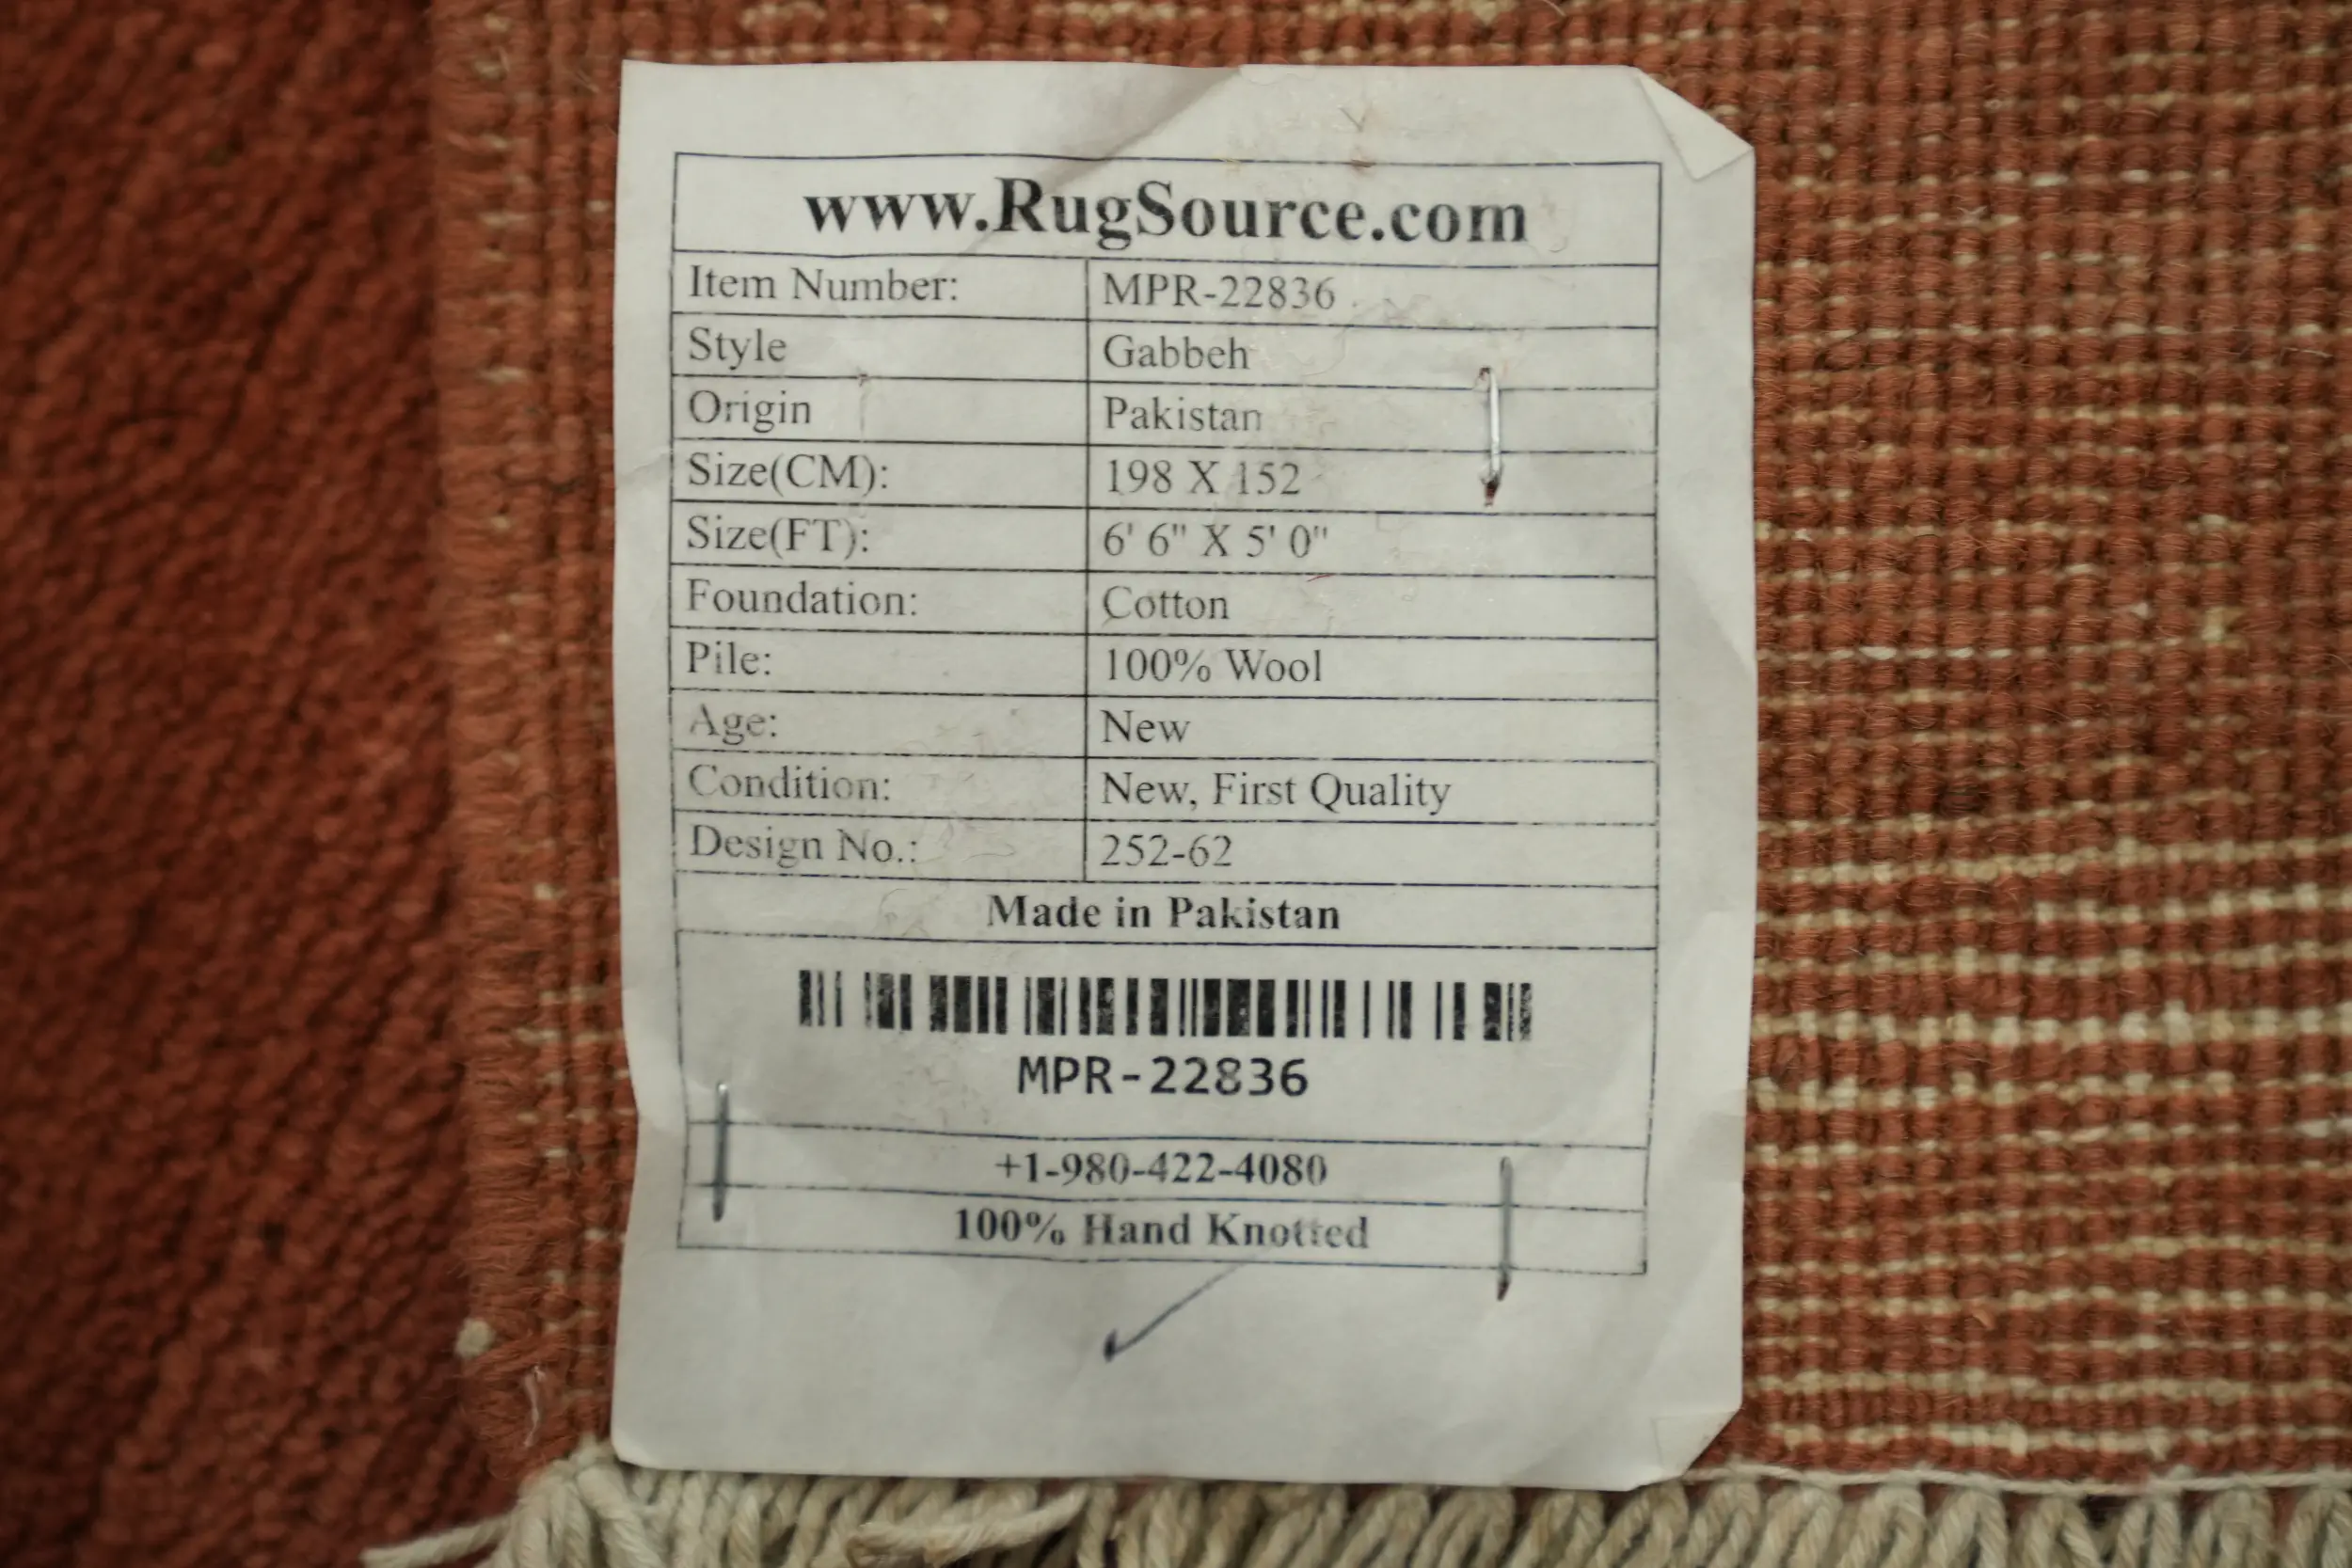 www.RugSource.com
Item Number: MPR-22836
Style Gabbeh
Origin Pakistan
Size(CM): 198 X 152
Size(FT): 6' 6" X 5' 0"
Foundation: Cotton
Pile: 100% Wool
Age: New
Condition: New, First Quality
Design No.: 252-62
Made in Pakistan
MPR-22836
+1-980-422-4080
100% Hand Knotted